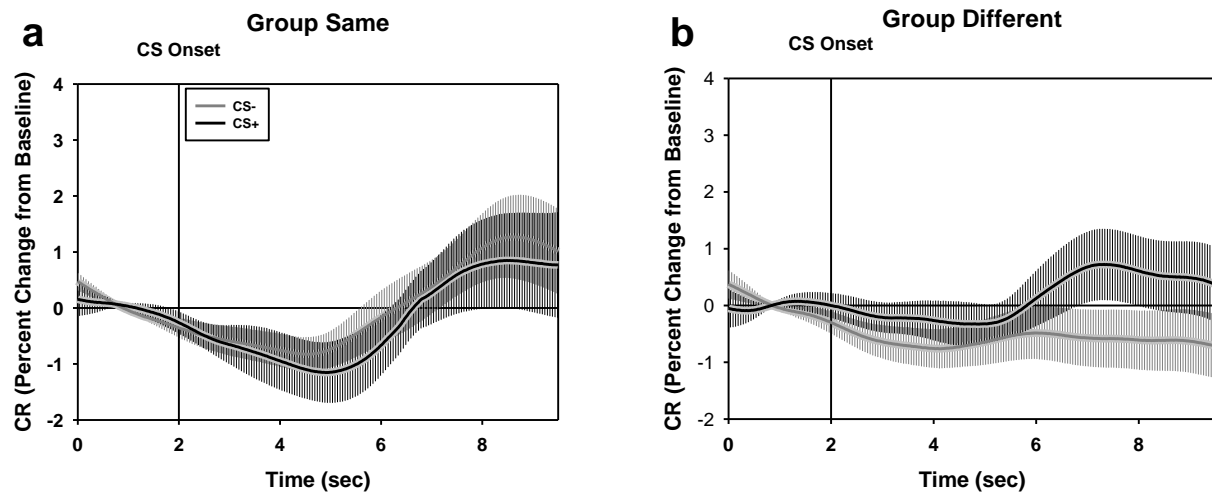 a
Group Same
CS Onset
CS-
CS+
4
3
2
1
0
-1
-2
CR (Percent Change from Baseline)
0
2
4
6
8
Time (sec)
b
Group Different
CS Onset
4
3
2
1
0
-1
-2
CR (Percent Change from Baseline)
0
2
4
6
8
Time (sec)